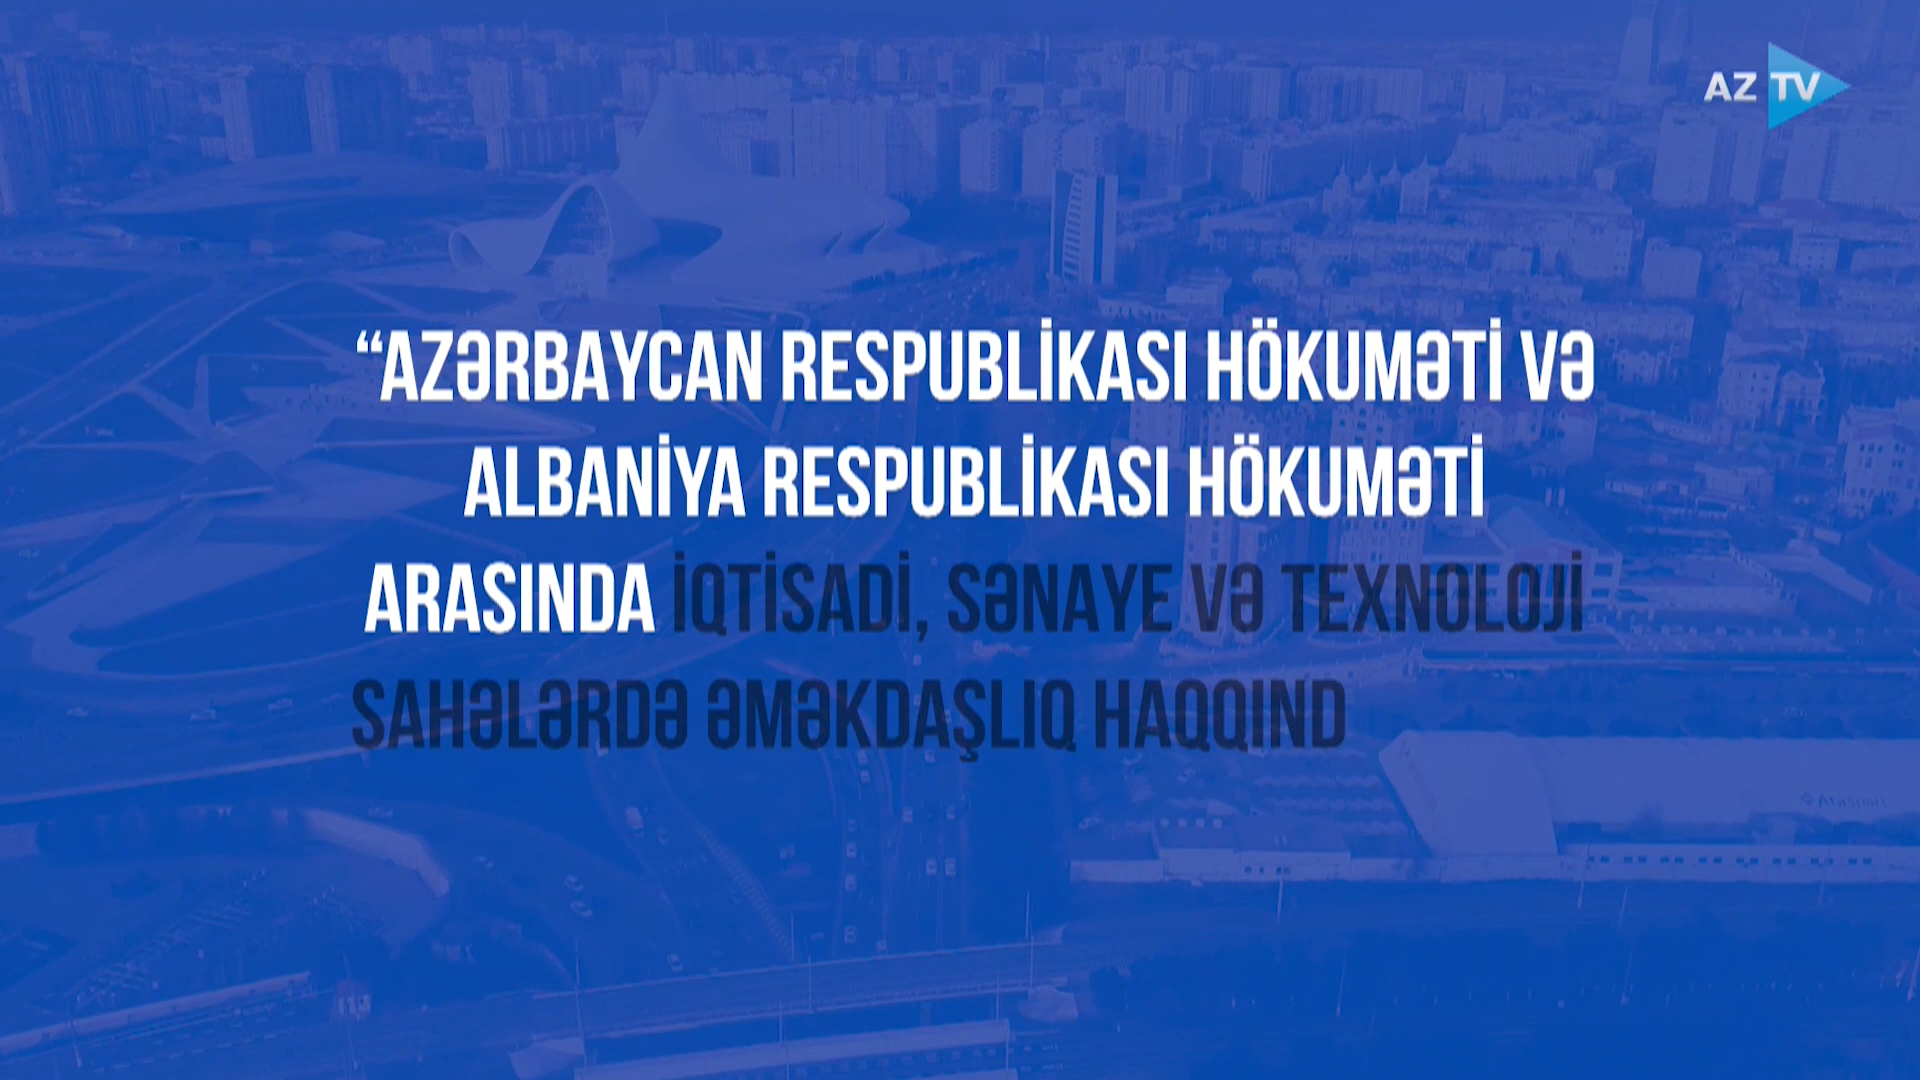 AZ TV
“AZƏRBAYCAN RESPUBLİKASI HÖKUMƏTİ VƏ
ALBANİYA RESPUBLİKASI HÖKUMƏTİ
ARASINDA İQTİSADİ, SƏNAYE VƏ TEXNOLOJİ
SAHƏLƏRDƏ ƏMƏKDAŞLIQ HAQQIND
Atasport